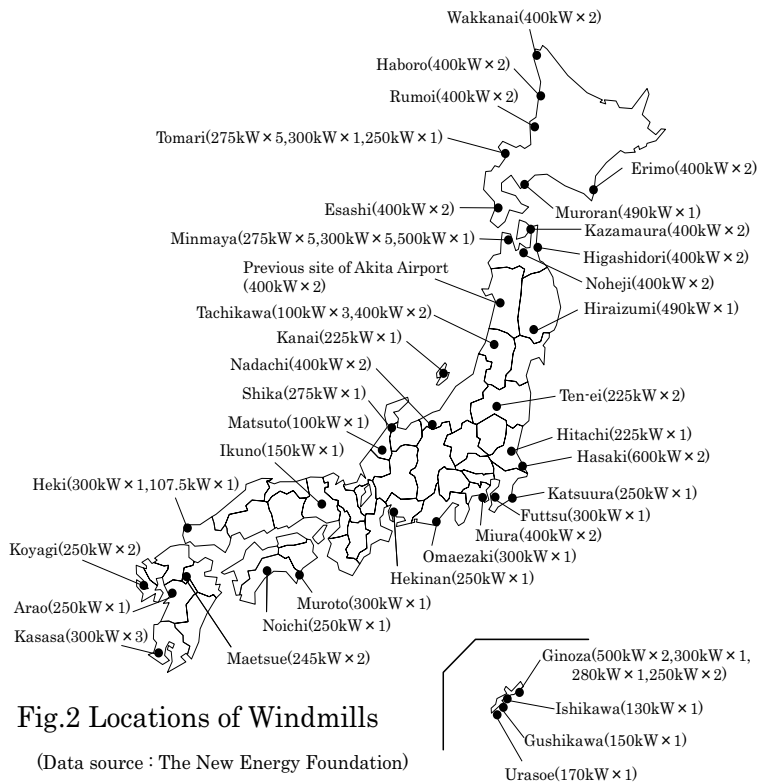 Wakkanai(400kW×2)
Haboro(400kW×2)
Rumoi(400kW×2)
Tomari(275kW×5,300kW×1,250kW×1)
Erimo(400kW×2)
Esashi(400kW×2)
Muroran(490kW×1)
Kazamaura(400kW×2)
Minmaya(275kW×5,300kW×5,500kW×1)
Higashidori(400kW×2)
Previous site of Akita Airport
(400kW×2)
Noheji(400kW×2)
Tachikawa(100kW×3,400kW×2)
Hiraizumi(490kW×1)
Kanai(225kW×1)
Nadachi(400kW×2)
Shika(275kW×1)
Ten-ei(225kW×2)
Matsuto(100kW×1)
Hitachi(225kW×1)
Ikuno(150kW×1)
Hasaki(600kW×2)
Heki(300kW×1,107.5kW×1)
Katsuura(250kW×1)
Futtsu(300kW×1)
Miura(400kW×2)
Koyagi(250kW×2)
Omaezaki(300kW×1)
Hekinan(250kW×1)
Arao(250kW×1)
Muroto(300kW×1)
Noichi(250kW×1)
Kasasa(300kW×3)
Maetsue(245kW×2)
Ginoza(500kW×2,300kW×1,
280kW×1,250kW×2)
Ishikawa(130kW×1)
Gushikawa(150kW×1)
Urasoe(170kW×1)
Fig.2 Locations of Windmills
(Data source : The New Energy Foundation)